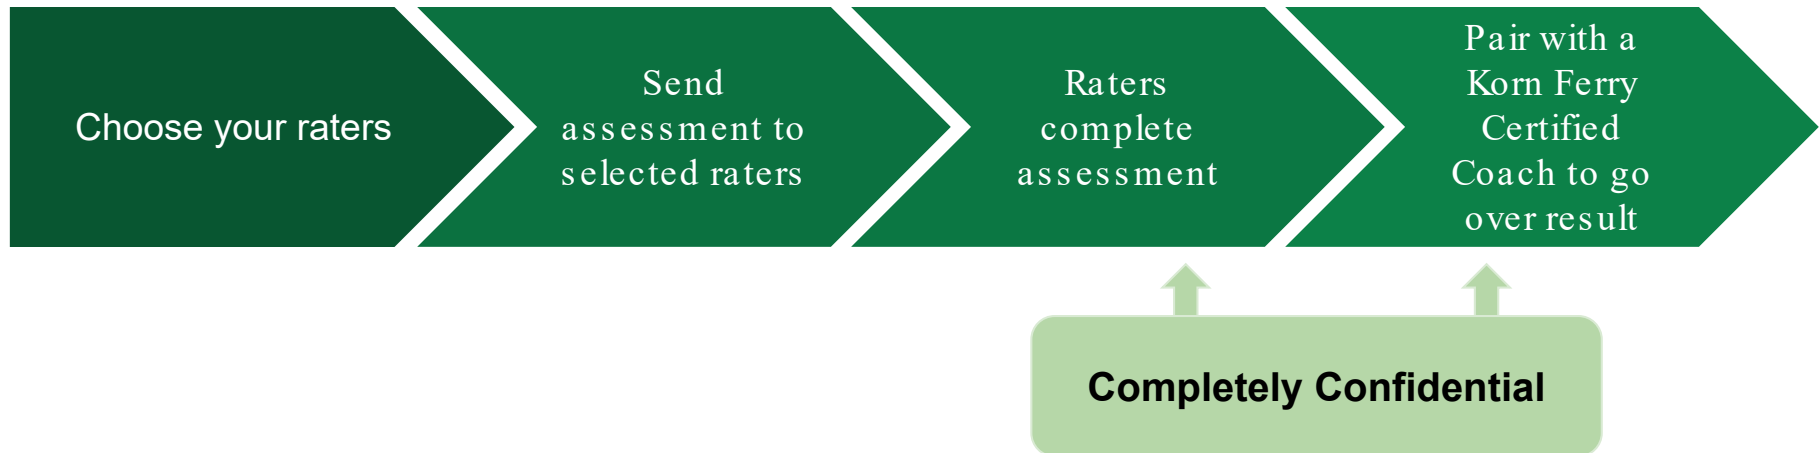 Choose your raters
Send
assessment to
selected raters
Raters
complete
assessment
Pair with a
Korn Ferry
Certified
Coach to go
over result
Completely Confidential